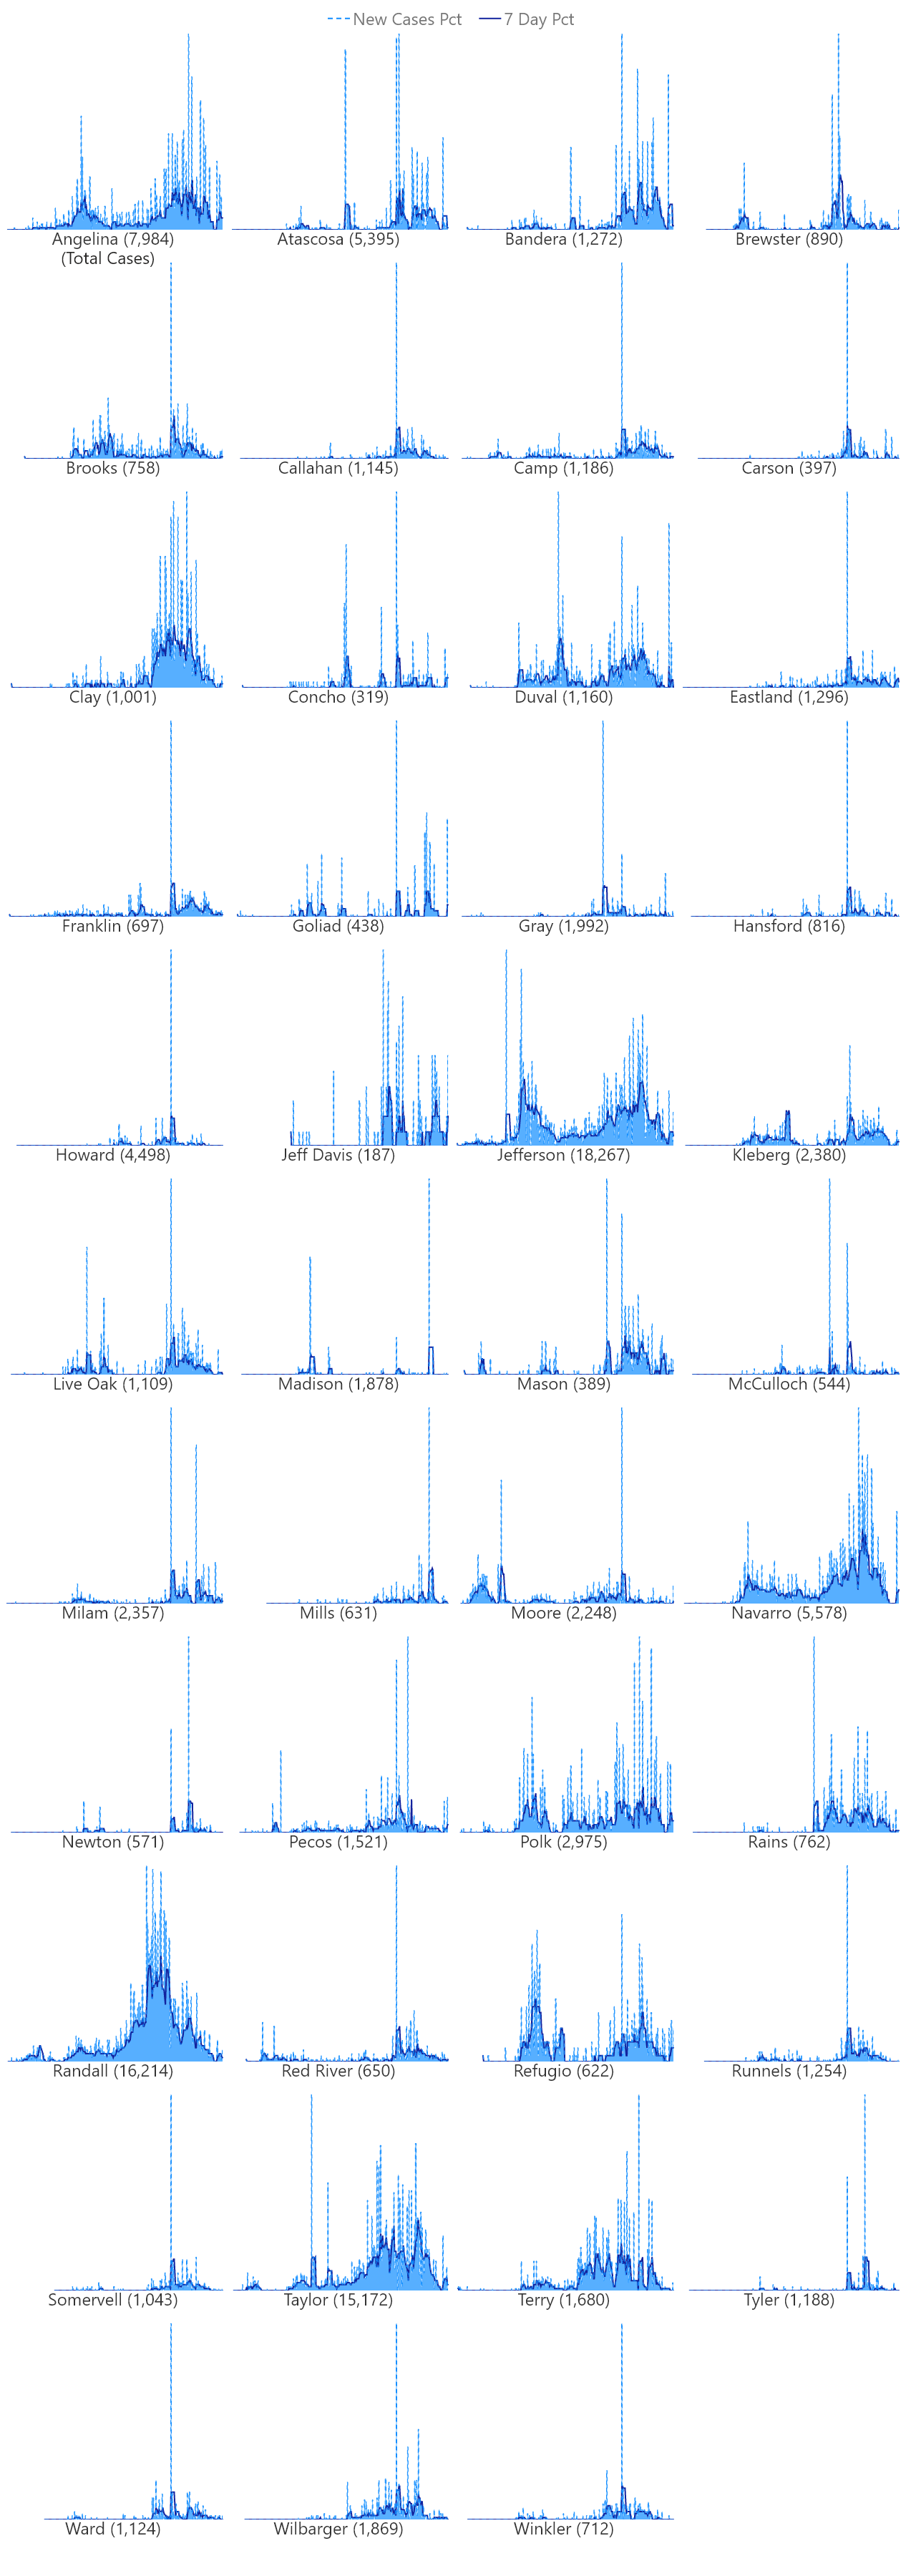 New Cases Pct 7 Day Pct
Angelina (7,984) Atascosa (5,395) Bandera (1,272) Brewster (890)
(Total Cases)
Brooks (758) Callahan (1,145) Camp (1,186) Carson (397)
Clay (1,001) Concho (319) Duval (1,160) Eastland (1,296)
Franklin (697) Goliad (438) Gray (1,992) Hansford (816)
Howard (4,498) Jeff Davis (187) Jefferson (18,267) Kleberg (2,380)
Live Oak (1,109) Madison (1,878) Mason (389) McCulloch (544)
Milam (2,357) Mills (631) Moore (2,248) Navarro (5,578)
Newton (571) Pecos (1,521) Polk (2,975) Rains (762)
Randall (16,214) Red River (650) Refugio (622) Runnels (1,254)
Somervell (1,043) Taylor (15,172) Terry (1,680) Tyler (1,188)
Ward (1,124) Wilbarger (1,869) Winkler (712)